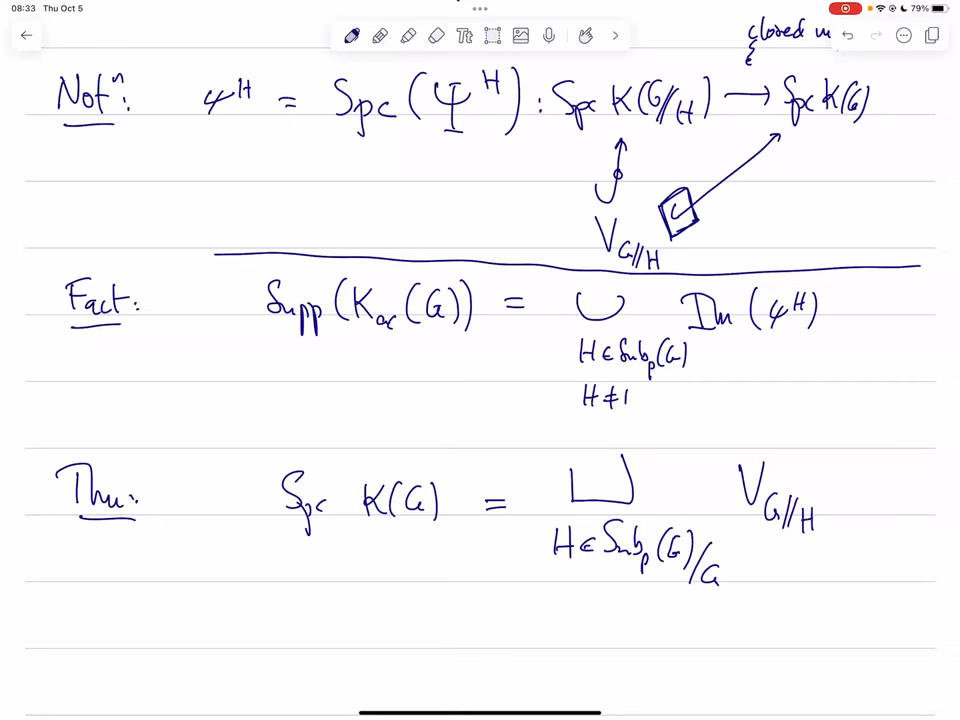 08:33 Thu Oct 5
79%
closed
Notⁿ: ψ^H = Spc(Ψ^H) : Spc K(G//H) → Spc K(G)
V_{G//H}
Fact: Supp(K_ac(G)) = ∪ Im(ψ^H)
H ∈ Sub_p(G)
H ≠ 1
Thm: Spc K(G) = ⊔ V_{G//H}
H ∈ Sub_p(G)/G